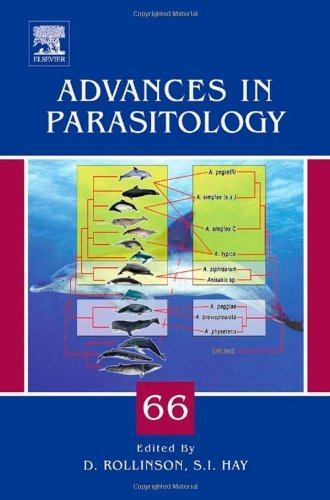 ELSEVIER
ADVANCES IN
PARASITOLOGY
A. pegreffii
A. simplex (s.s.)
A. simplex C
A. typica
A. ziphidarum
Anisakis sp.
A. paggiae
A. brevispiculata
A. physeteris
66
Edited By
D. ROLLINSON, S.I. HAY